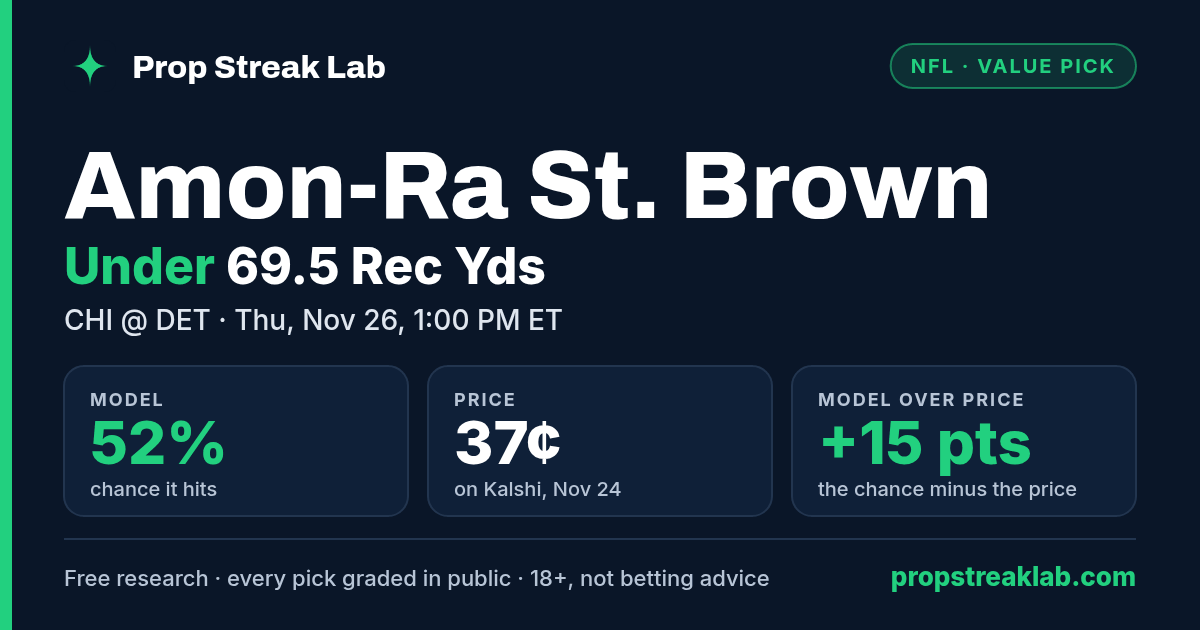 Prop Streak Lab
NFL · VALUE PICK
Amon-Ra St. Brown
Under 69.5 Rec Yds
CHI @ DET · Thu, Nov 26, 1:00 PM ET
MODEL
52%
chance it hits
PRICE
37¢
on Kalshi, Nov 24
MODEL OVER PRICE
+15 pts
the chance minus the price
Free research · every pick graded in public · 18+, not betting advice
propstreaklab.com